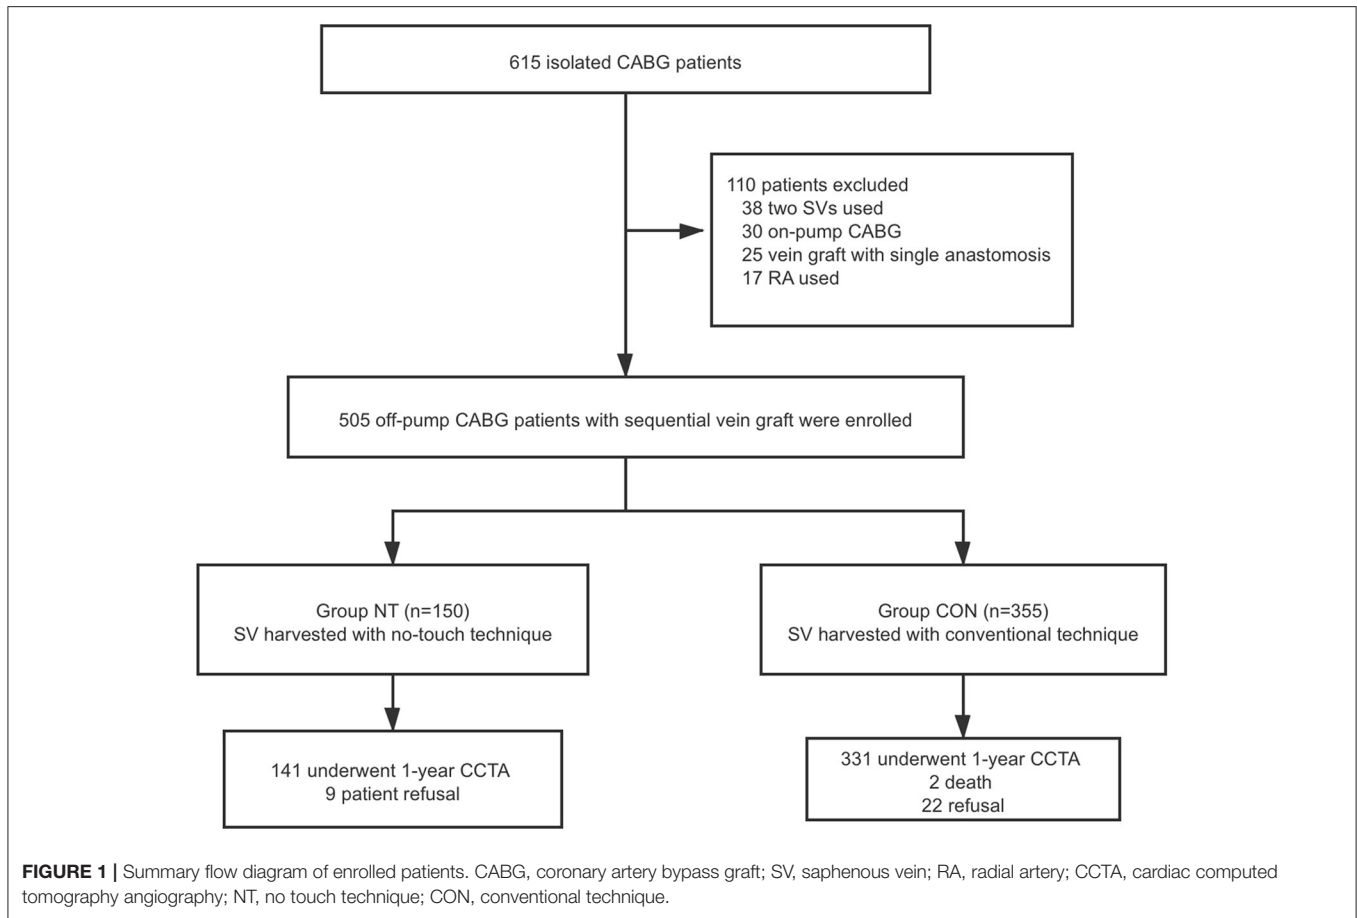 615 isolated CABG patients
110 patients excluded
38 two SVs used
30 on-pump CABG
25 vein graft with single anastomosis
17 RA used
505 off-pump CABG patients with sequential vein graft were enrolled
Group NT (n=150)
SV harvested with no-touch technique
Group CON (n=355)
SV harvested with conventional technique
141 underwent 1-year CCTA
9 patient refusal
331 underwent 1-year CCTA
2 death
22 refusal
FIGURE 1 | Summary flow diagram of enrolled patients. CABG, coronary artery bypass graft; SV, saphenous vein; RA, radial artery; CCTA, cardiac computed
tomography angiography; NT, no touch technique; CON, conventional technique.